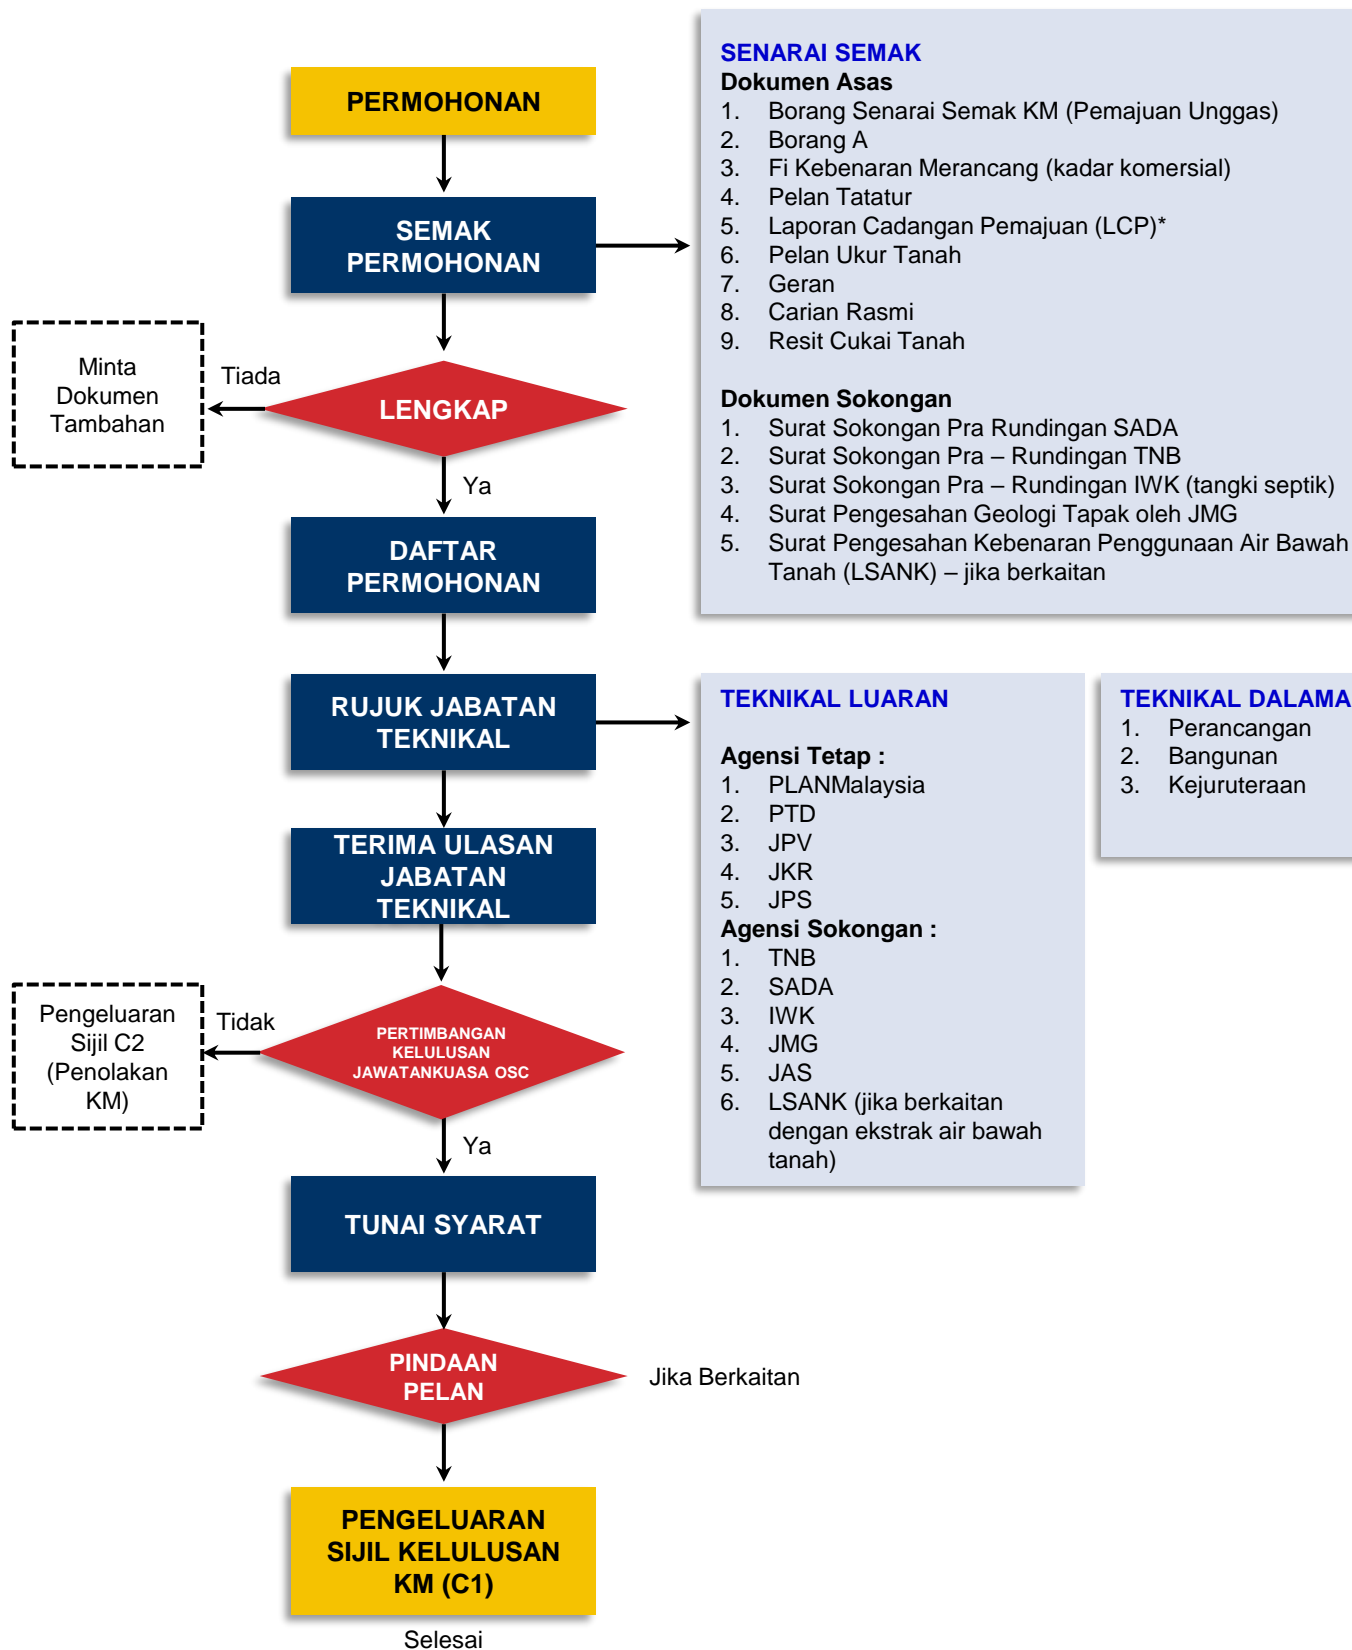 PERMOHONAN
SEMAK
PERMOHONAN
LENGKAP
Tiada
Minta
Dokumen
Tambahan
Ya
DAFTAR
PERMOHONAN
RUJUK JABATAN
TEKNIKAL
TERIMA ULASAN
JABATAN
TEKNIKAL
PERTIMBANGAN
KELULUSAN
JAWATANKUASA OSC
Tidak
Pengeluaran
Sijil C2
(Penolakan
KM)
Ya
TUNAI SYARAT
PINDAAN
PELAN
Jika Berkaitan
PENGELUARAN
SIJIL KELULUSAN
KM (C1)
Selesai
SENARAI SEMAK
Dokumen Asas
1. Borang Senarai Semak KM (Pemajuan Unggas)
2. Borang A
3. Fi Kebenaran Merancang (kadar komersial)
4. Pelan Tatatur
5. Laporan Cadangan Pemajuan (LCP)*
6. Pelan Ukur Tanah
7. Geran
8. Carian Rasmi
9. Resit Cukai Tanah
Dokumen Sokongan
1. Surat Sokongan Pra Rundingan SADA
2. Surat Sokongan Pra – Rundingan TNB
3. Surat Sokongan Pra – Rundingan IWK (tangki septik)
4. Surat Pengesahan Geologi Tapak oleh JMG
5. Surat Pengesahan Kebenaran Penggunaan Air Bawah
Tanah (LSANK) – jika berkaitan
TEKNIKAL LUARAN
Agensi Tetap :
1. PLANMalaysia
2. PTD
3. JPV
4. JKR
5. JPS
Agensi Sokongan :
1. TNB
2. SADA
3. IWK
4. JMG
5. JAS
6. LSANK (jika berkaitan
dengan ekstrak air bawah
tanah)
TEKNIKAL DALAMA
1. Perancangan
2. Bangunan
3. Kejuruteraan